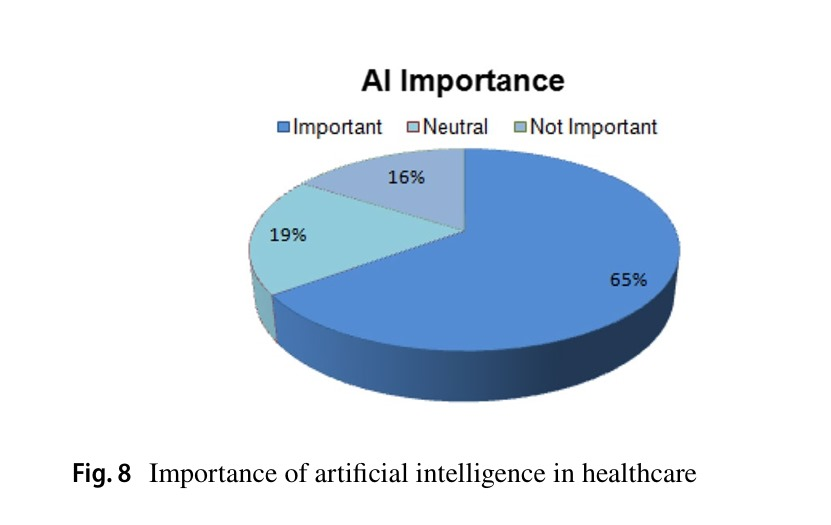 AI Importance
Important Neutral Not Important
16%
19%
65%
Fig. 8 Importance of artificial intelligence in healthcare